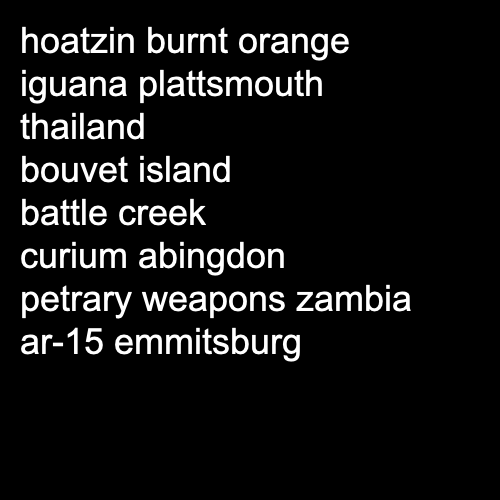 hoatzin burnt orange
iguana plattsmouth
thailand
bouvet island
battle creek
curium abingdon
petrary weapons zambia
ar-15 emmitsburg